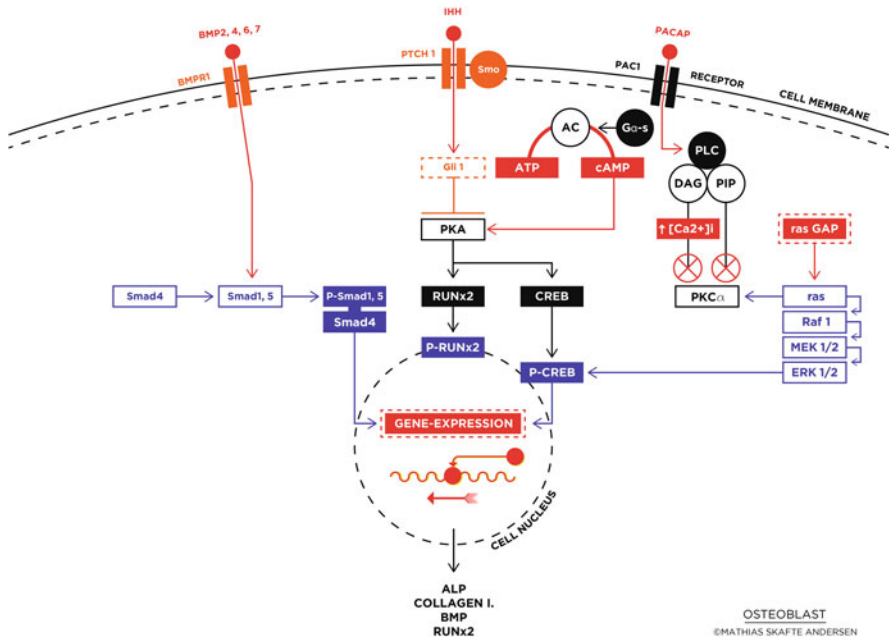 IHH
BMP2, 4, 6, 7
PACAP
PTCH 1
Smo
BMPR1
PAC1
RECEPTOR
CELL MEMBRANE
AC
Gα-s
PLC
ATP
cAMP
Gli 1
DAG
PIP
PKA
↑ [Ca2+]i
ras GAP
Smad4
Smad1, 5
P-Smad1, 5
Smad4
RUNx2
CREB
PKCα
ras
Raf 1
MEK 1/2
ERK 1/2
P-RUNx2
P-CREB
GENE-EXPRESSION
CELL NUCLEUS
ALP
COLLAGEN I.
BMP
RUNx2
OSTEOBLAST
©MATHIAS SKAFTE ANDERSEN